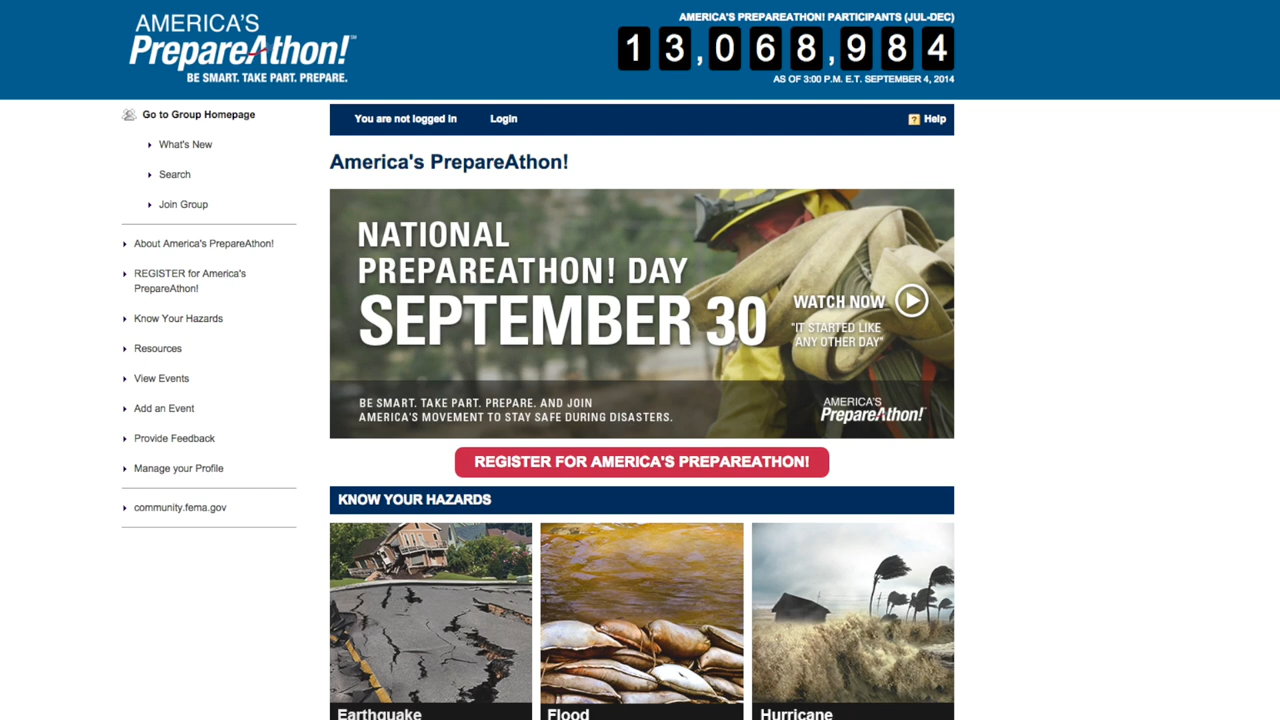 AMERICA'S
PrepareAthon!℠
BE SMART. TAKE PART. PREPARE.
AMERICA'S PREPAREATHON! PARTICIPANTS (JUL-DEC)
13,068,984
AS OF 3:00 P.M. E.T. SEPTEMBER 4, 2014
Go to Group Homepage
What's New
Search
Join Group
About America's PrepareAthon!
REGISTER for America's
PrepareAthon!
Know Your Hazards
Resources
View Events
Add an Event
Provide Feedback
Manage your Profile
community.fema.gov
You are not logged in Login ? Help
America's PrepareAthon!
NATIONAL
PREPAREATHON! DAY
SEPTEMBER 30
WATCH NOW
"IT STARTED LIKE
ANY OTHER DAY"
BE SMART. TAKE PART. PREPARE. AND JOIN
AMERICA'S MOVEMENT TO STAY SAFE DURING DISASTERS.
AMERICA'S
PrepareAthon!
REGISTER FOR AMERICA'S PREPAREATHON!
KNOW YOUR HAZARDS
Earthquake Flood Hurricane